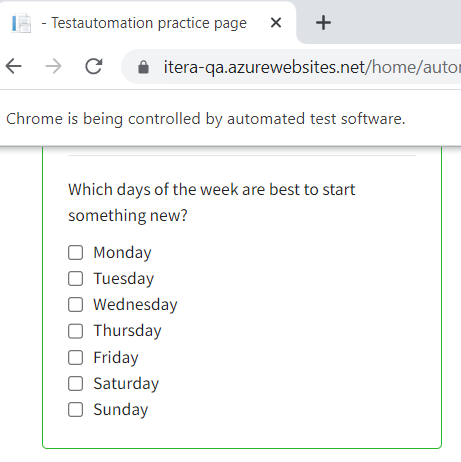 - Testautomation practice page
itera-qa.azurewebsites.net/home/autor
Chrome is being controlled by automated test software.
Which days of the week are best to start
something new?
Monday
Tuesday
Wednesday
Thursday
Friday
Saturday
Sunday